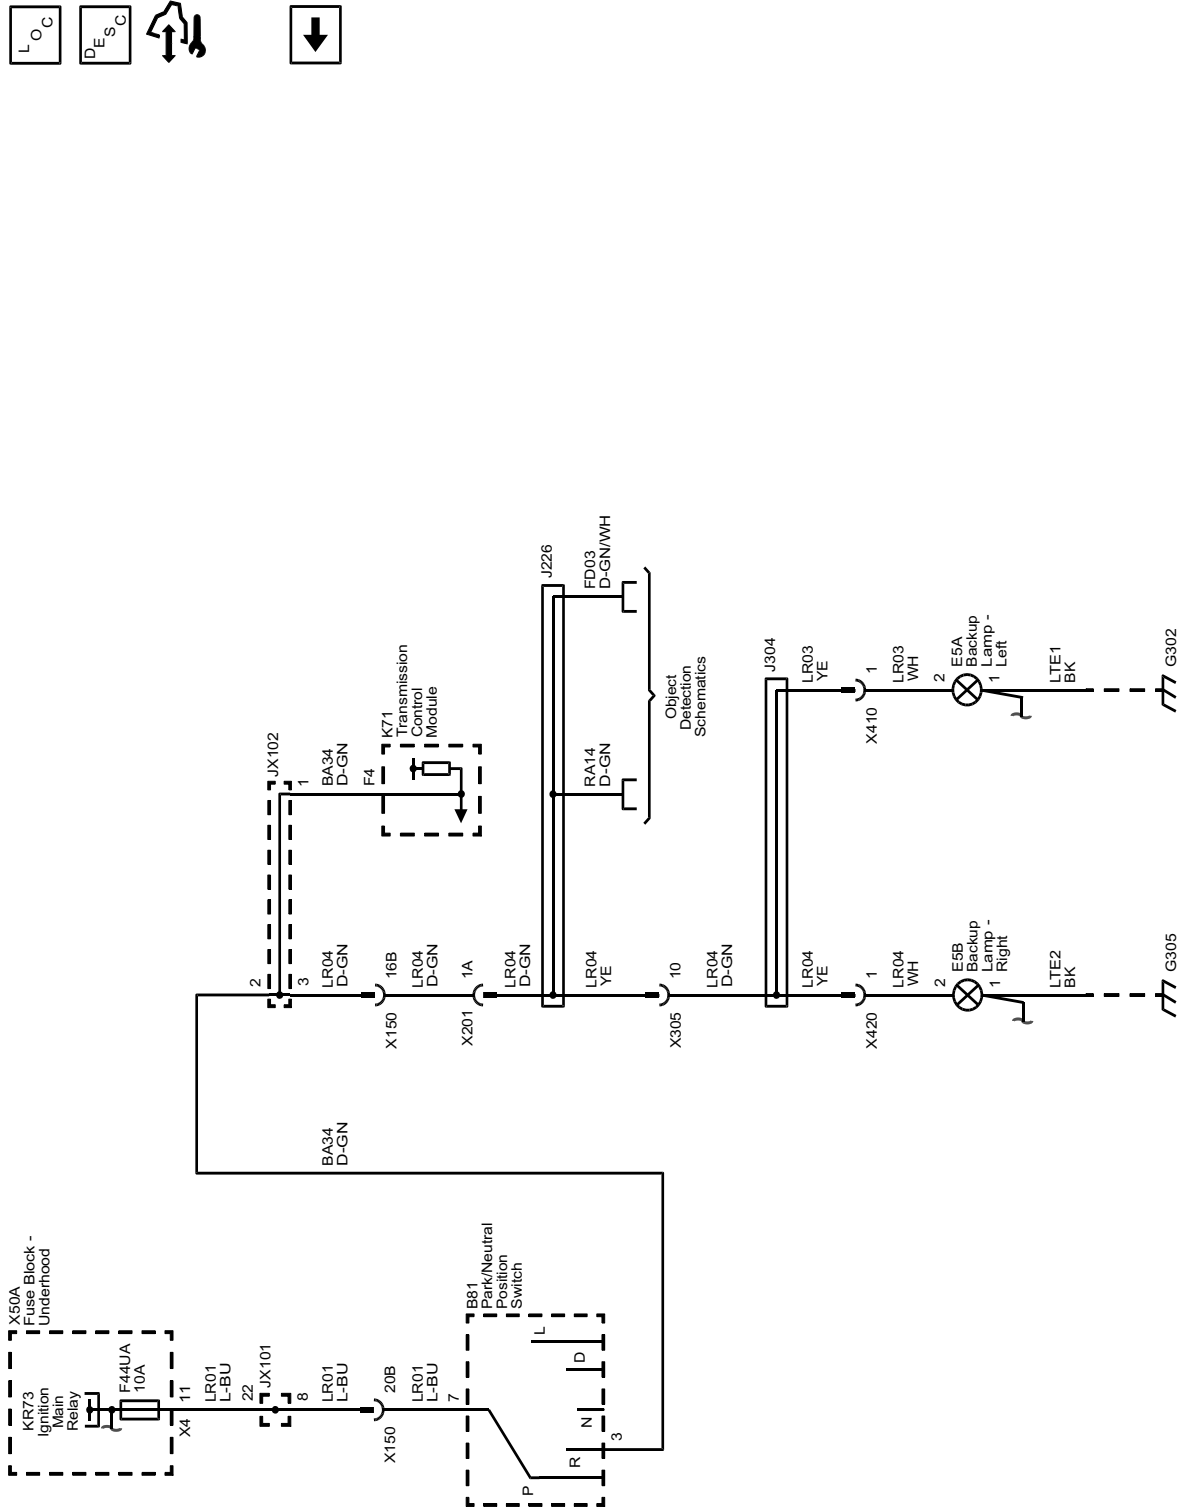 LOC
DESC
J226
FD03
D-GN/WH
RA14
D-GN
Object
Detection
Schematics
JX102
2
1
3
BA34
D-GN
F4
K71
Transmission
Control
Module
LR04
D-GN
X150
16B
LR04
D-GN
X201
1A
LR04
D-GN
LR04
YE
X305
10
LR04
D-GN
J304
LR03
YE
X410
1
LR03
WH
2
E5A
Backup
Lamp -
Left
1
LTE1
BK
G302
LR04
YE
X420
1
LR04
WH
2
E5B
Backup
Lamp -
Right
1
LTE2
BK
G305
BA34
D-GN
X50A
Fuse Block -
Underhood
KR73
Ignition
Main
Relay
F44UA
10A
X4
11
LR01
L-BU
22
JX101
8
LR01
L-BU
X150
20B
LR01
L-BU
7
B81
Park/Neutral
Position
Switch
P
R
N
D
L
3